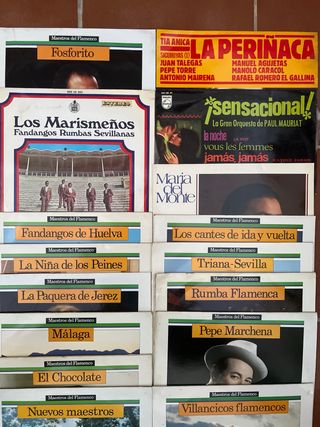 Maestros del Flamenco
Fosforito
ESTEREO
Los Marismeños
Fandangos Rumbas Sevillanas
Maestros del Flamenco
Fandangos de Huelva
Maestros del Flamenco
La Niña de los Peines
Maestros del Flamenco
La Paquera de Jerez
Maestros del Flamenco
Málaga
Maestros del Flamenco
El Chocolate
Maestros del Flamenco
Nuevos maestros
TIA ANICA
LA PERIÑACA
JUAN TALEGAS
PEPE TORRE
ANTONIO MAIRENA
MANUEL AGUJETAS
MANOLO CARACOL
RAFAEL ROMERO EL GALLINA
PHILIPS
¡sensacional!
La Gran Orquesta de PAUL MAURIAT
la noche
vous les femmes
jamás, jamás
María del
Monte
Maestros del Flamenco
Los cantes de ida y vuelta
Maestros del Flamenco
Triana-Sevilla
Maestros del Flamenco
Rumba Flamenca
Maestros del Flamenco
Pepe Marchena
Maestros del Flamenco
Villancicos flamencos